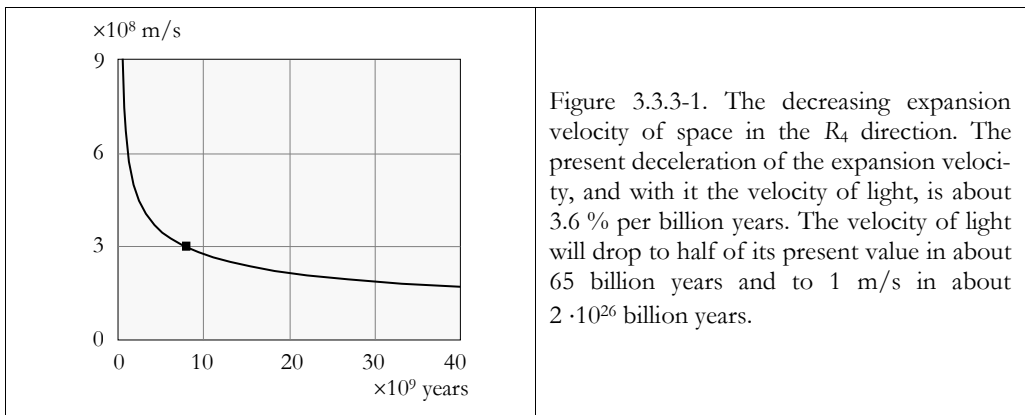 ×10⁸ m/s
9
6
3
0
0 10 20 30 40
×10⁹ years
Figure 3.3.3-1. The decreasing expansion
velocity of space in the R₄ direction. The
present deceleration of the expansion veloci-
ty, and with it the velocity of light, is about
3.6 % per billion years. The velocity of light
will drop to half of its present value in about
65 billion years and to 1 m/s in about
2 ·10²⁶ billion years.